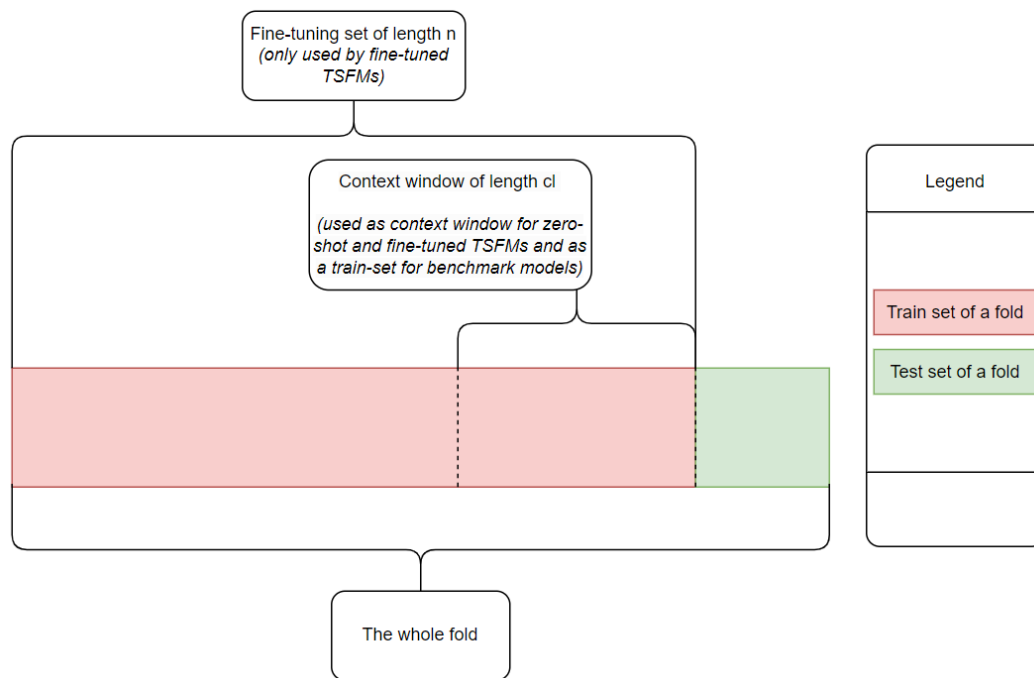 Fine-tuning set of length n
(only used by fine-tuned
TSFMs)
Context window of length cl
(used as context window for zero-
shot and fine-tuned TSFMs and as
a train-set for benchmark models)
Legend
Train set of a fold
Test set of a fold
The whole fold